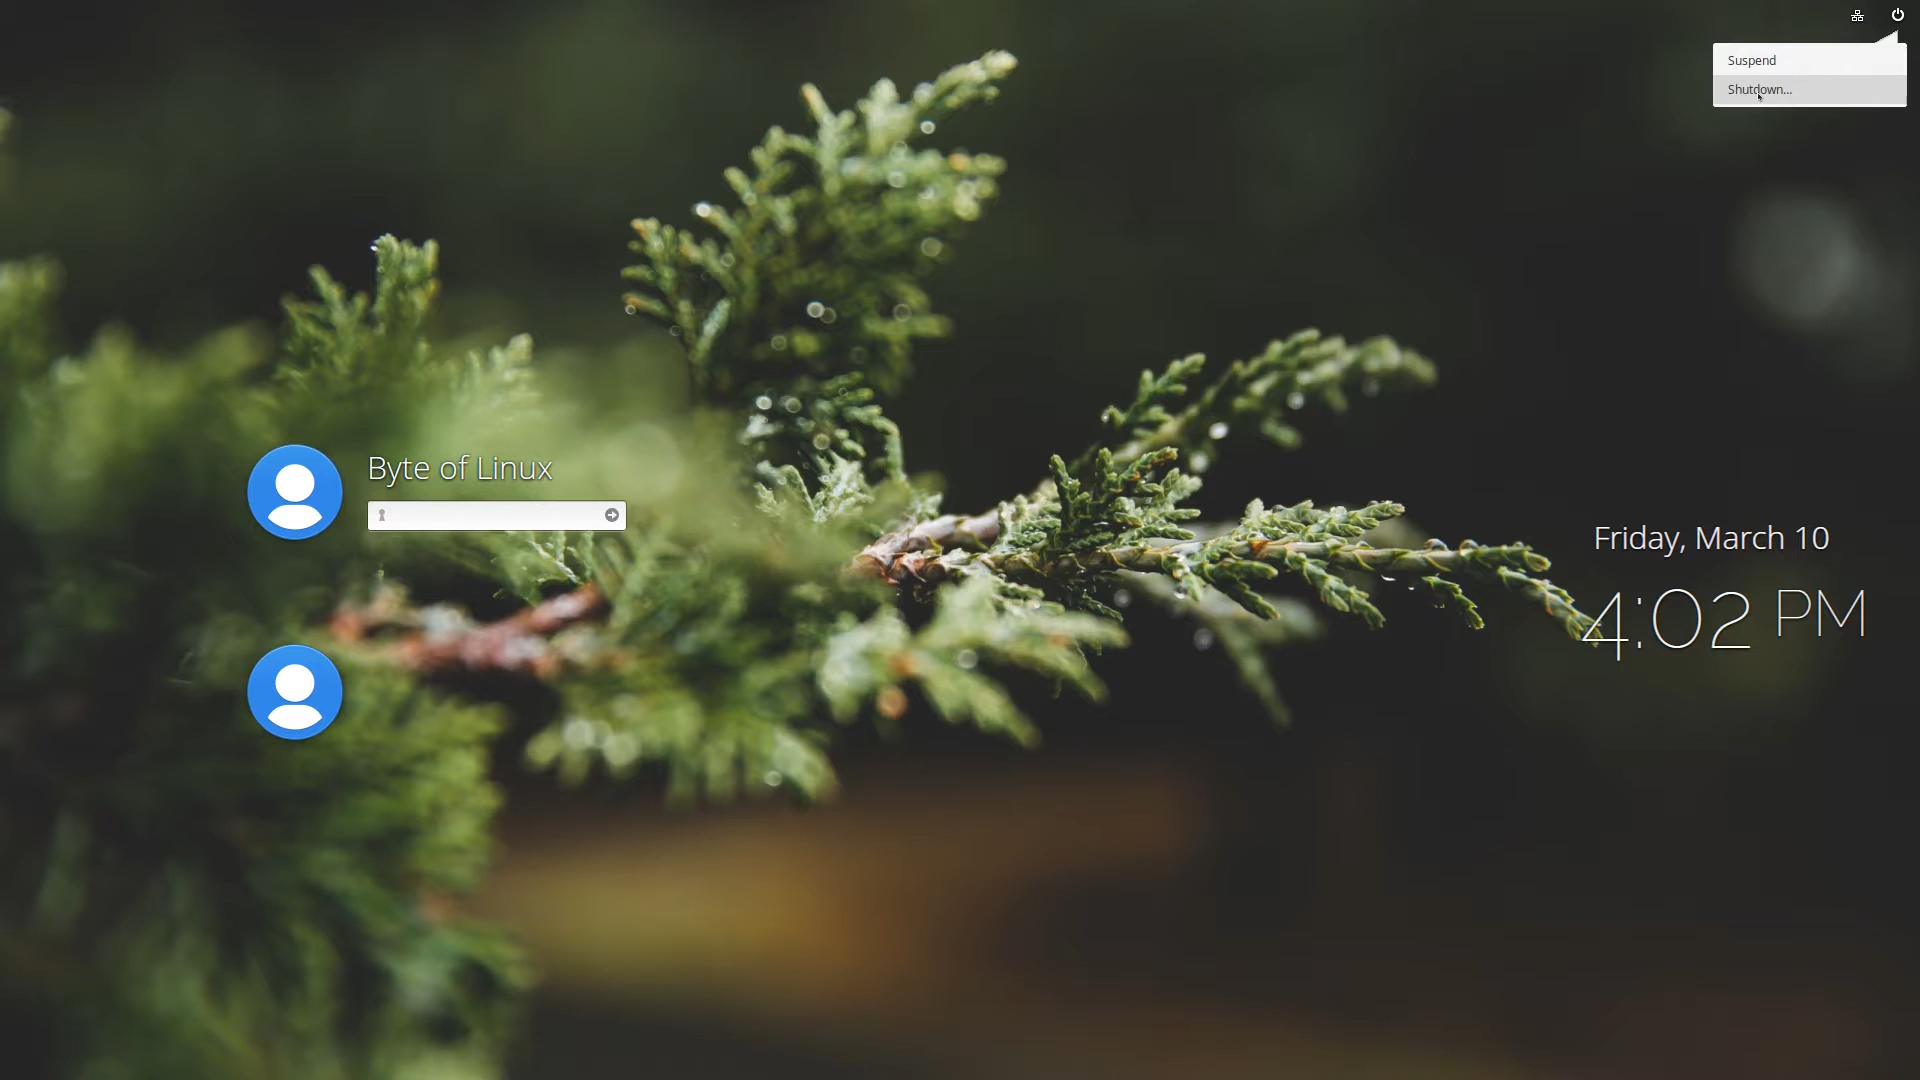 Suspend
Shutdown...
Byte of Linux
Friday, March 10
4:02 PM